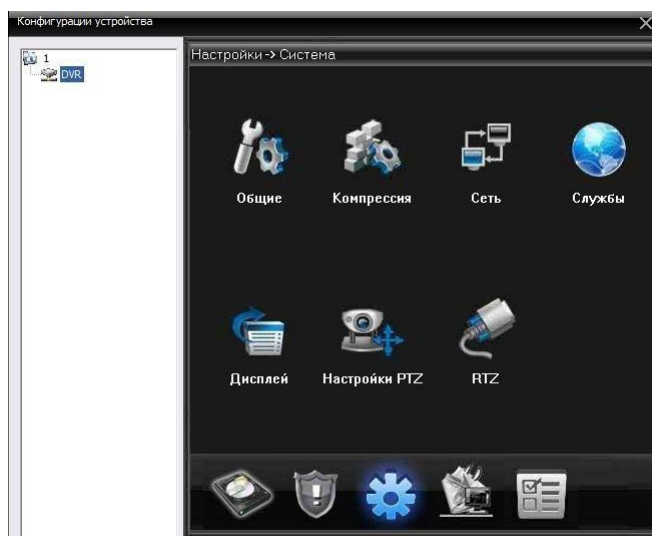 Конфигурации устройства
Настройки -> Система
1
DVR
Общие
Компрессия
Сеть
Службы
Дисплей
Настройки PTZ
RTZ